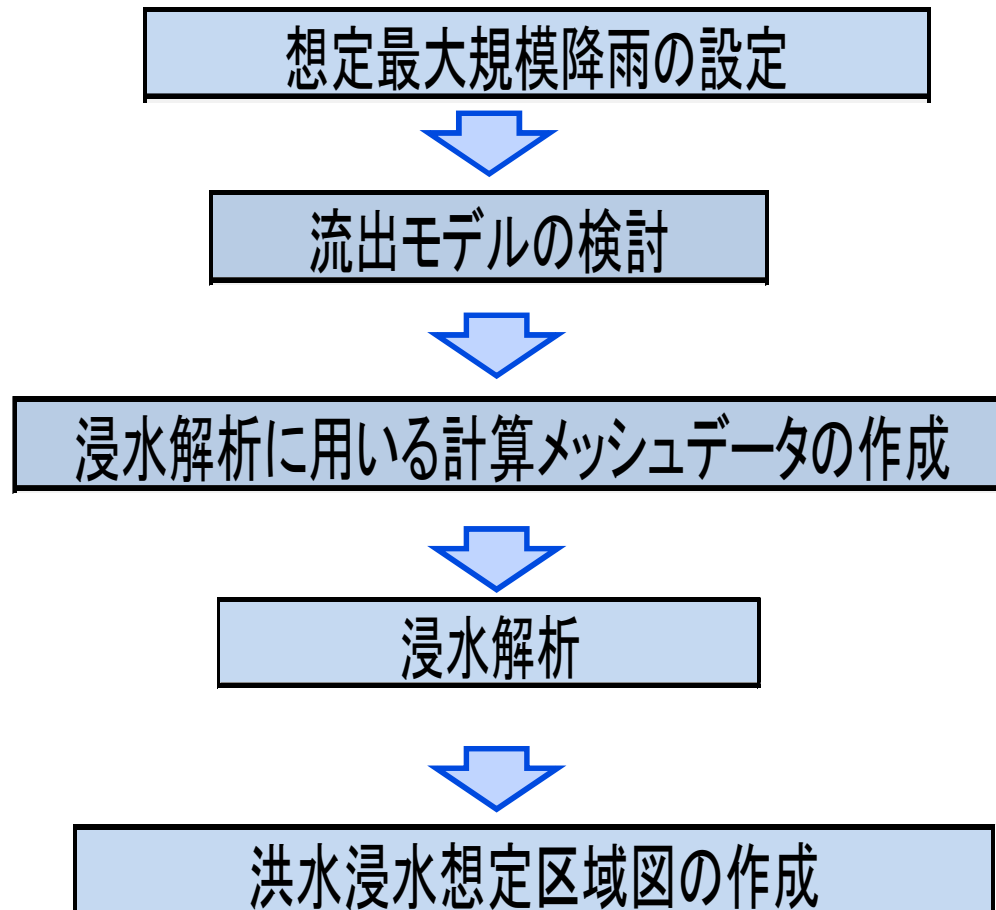 想定最大規模降雨の設定
流出モデルの検討
浸水解析に用いる計算メッシュデータの作成
浸水解析
洪水浸水想定区域図の作成